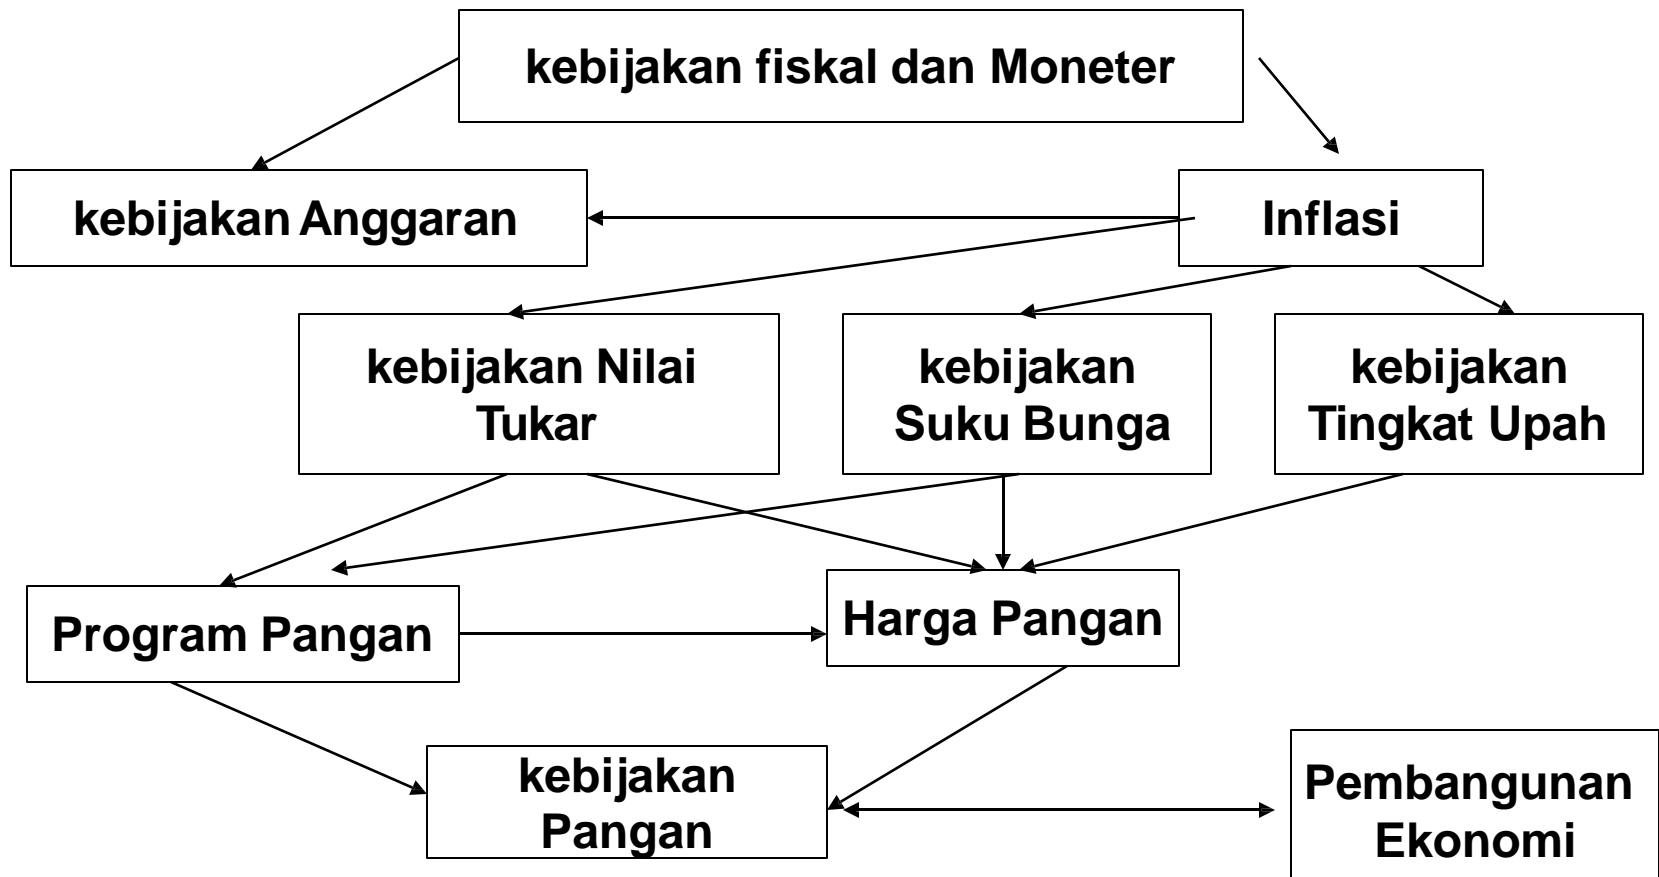 kebijakan fiskal dan Moneter
kebijakan Anggaran
Inflasi
kebijakan Nilai
Tukar
kebijakan
Suku Bunga
kebijakan
Tingkat Upah
Program Pangan
Harga Pangan
kebijakan
Pangan
Pembangunan
Ekonomi